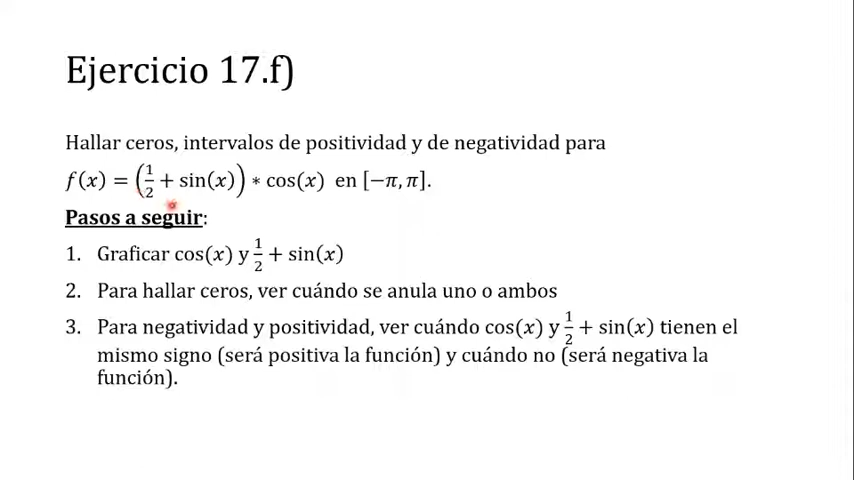 Ejercicio 17.f)
Hallar ceros, intervalos de positividad y de negatividad para
f(x) = (1/2 + sin(x)) * cos(x) en [−π, π].
Pasos a seguir:
1. Graficar cos(x) y 1/2 + sin(x)
2. Para hallar ceros, ver cuándo se anula uno o ambos
3. Para negatividad y positividad, ver cuándo cos(x) y 1/2 + sin(x) tienen el
mismo signo (será positiva la función) y cuándo no (será negativa la
función).